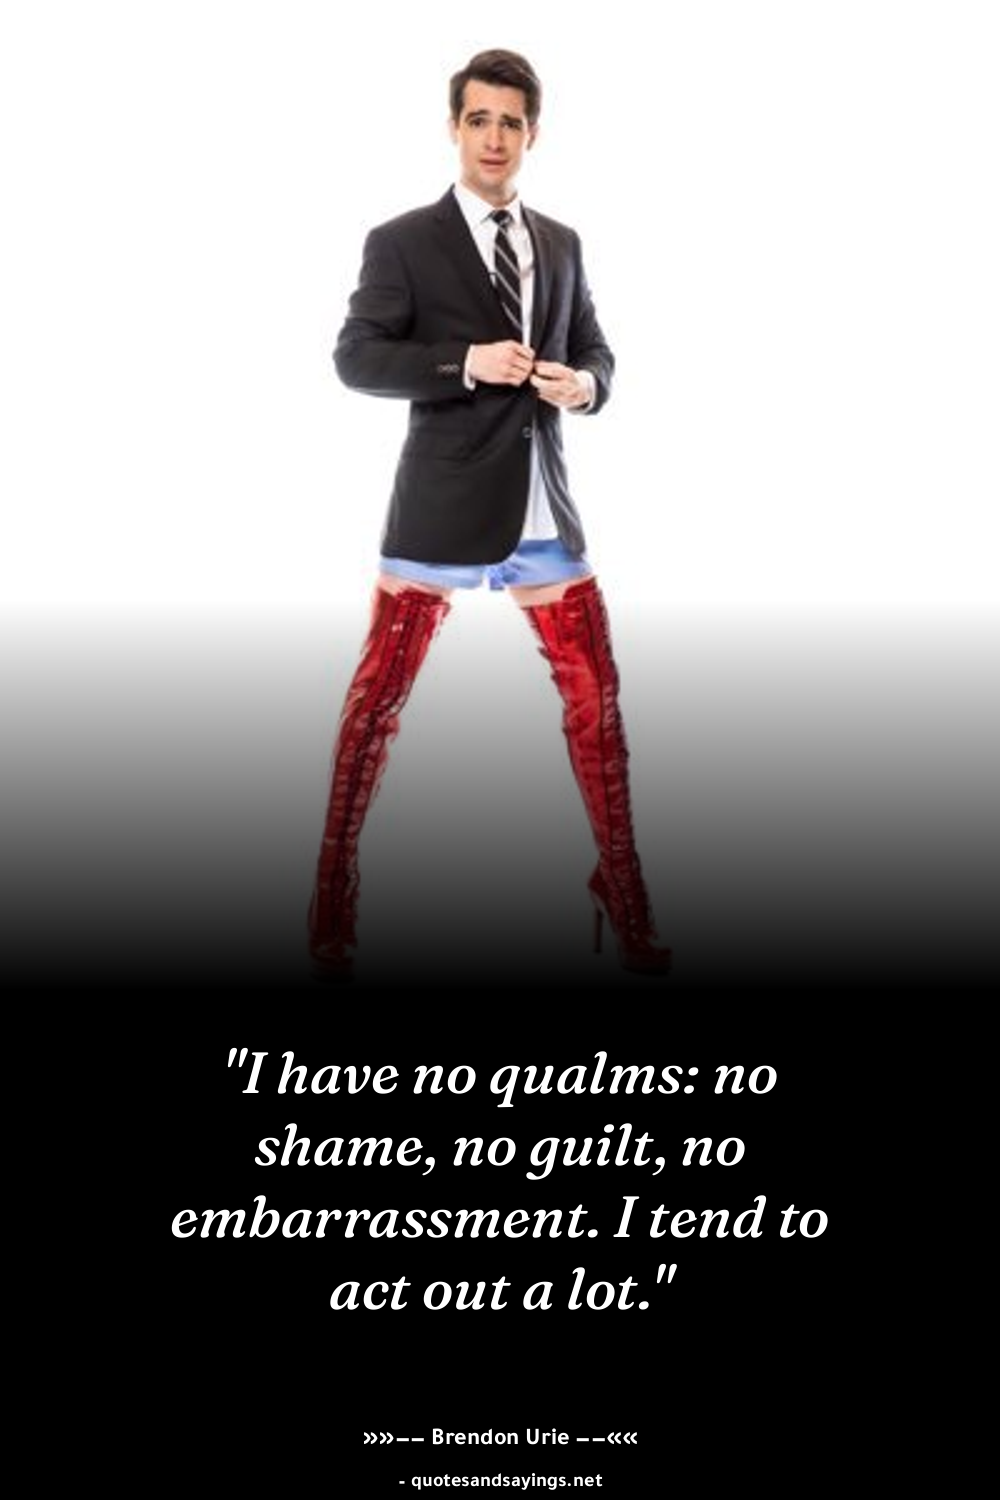 "I have no qualms: no
shame, no guilt, no
embarrassment. I tend to
act out a lot."
»»−− Brendon Urie −−««
- quotesandsayings.net